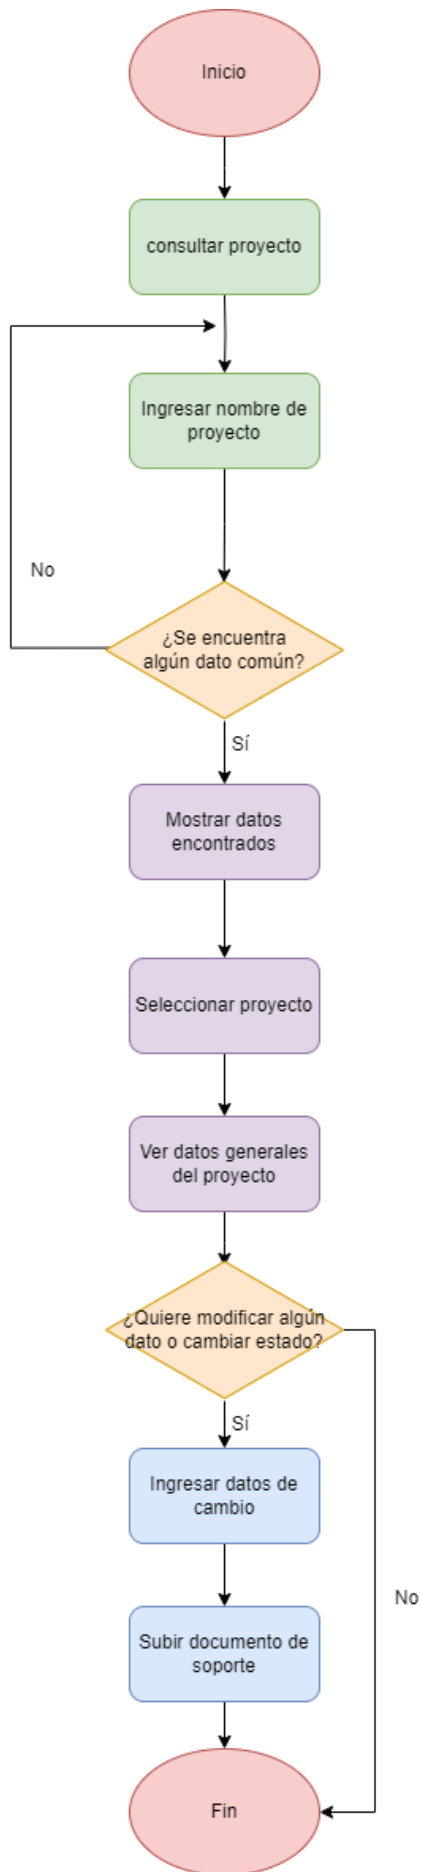 Inicio
consultar proyecto
Ingresar nombre de
proyecto
No
¿Se encuentra
algún dato común?
Sí
Mostrar datos
encontrados
Seleccionar proyecto
Ver datos generales
del proyecto
¿Quiere modificar algún
dato o cambiar estado?
Sí
Ingresar datos de
cambio
No
Subir documento de
soporte
Fin